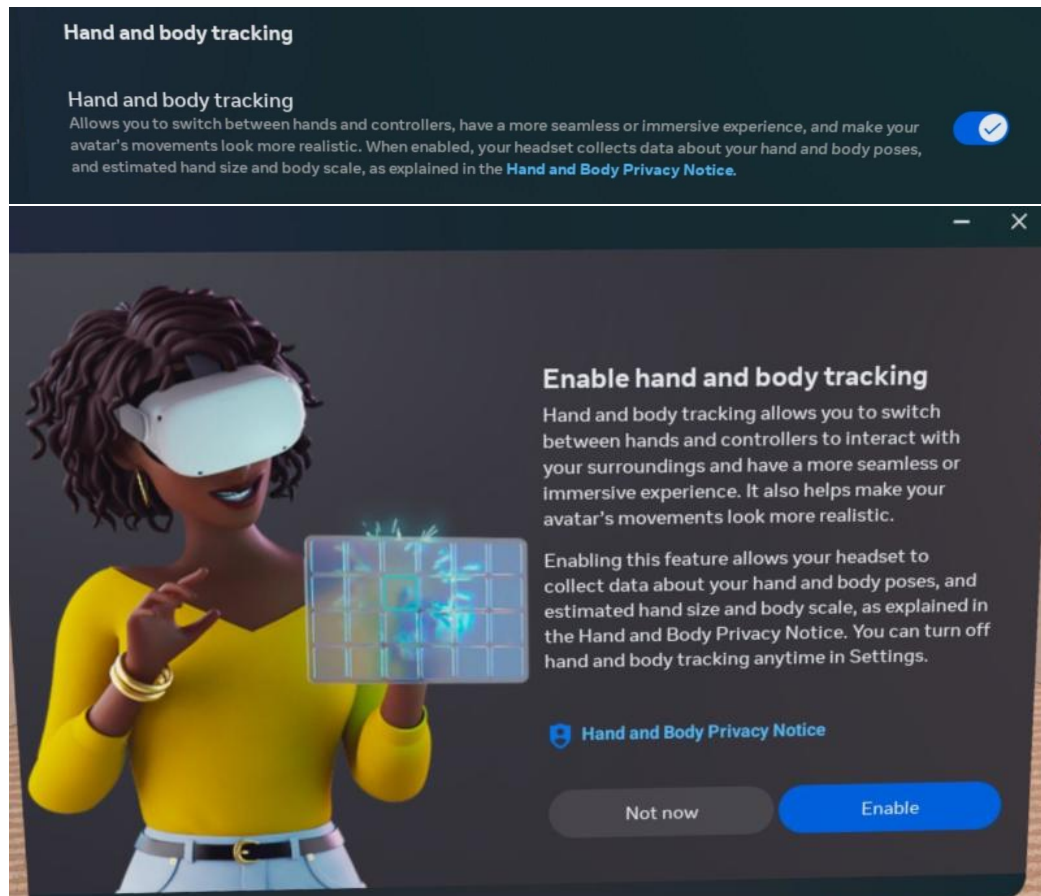 Hand and body tracking
Hand and body tracking
Allows you to switch between hands and controllers, have a more seamless or immersive experience, and make your
avatar's movements look more realistic. When enabled, your headset collects data about your hand and body poses,
and estimated hand size and body scale, as explained in the Hand and Body Privacy Notice.
Enable hand and body tracking
Hand and body tracking allows you to switch
between hands and controllers to interact with
your surroundings and have a more seamless or
immersive experience. It also helps make your
avatar's movements look more realistic.
Enabling this feature allows your headset to
collect data about your hand and body poses, and
estimated hand size and body scale, as explained in
the Hand and Body Privacy Notice. You can turn off
hand and body tracking anytime in Settings.
Hand and Body Privacy Notice
Not now
Enable